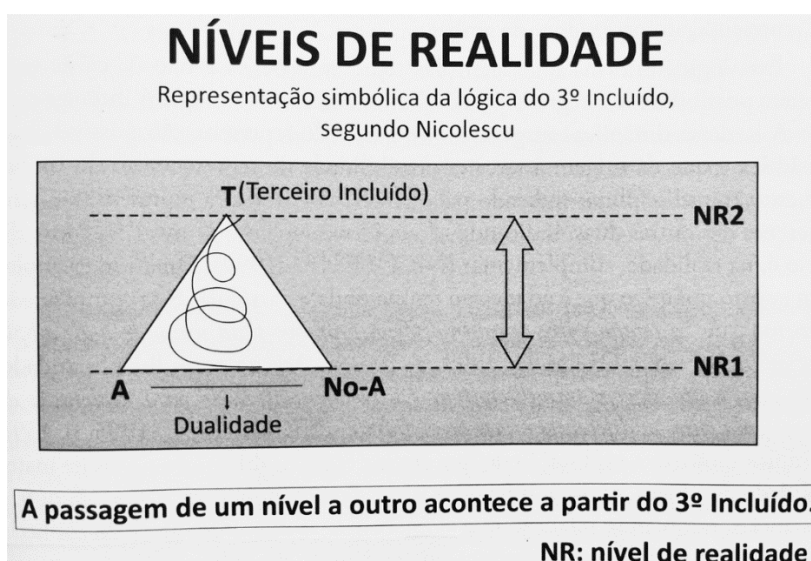 NÍVEIS DE REALIDADE
Representação simbólica da lógica do 3º Incluído,
segundo Nicolescu
T (Terceiro Incluído)
NR2
NR1
A
No-A
Dualidade
A passagem de um nível a outro acontece a partir do 3º Incluído.
NR: nível de realidade